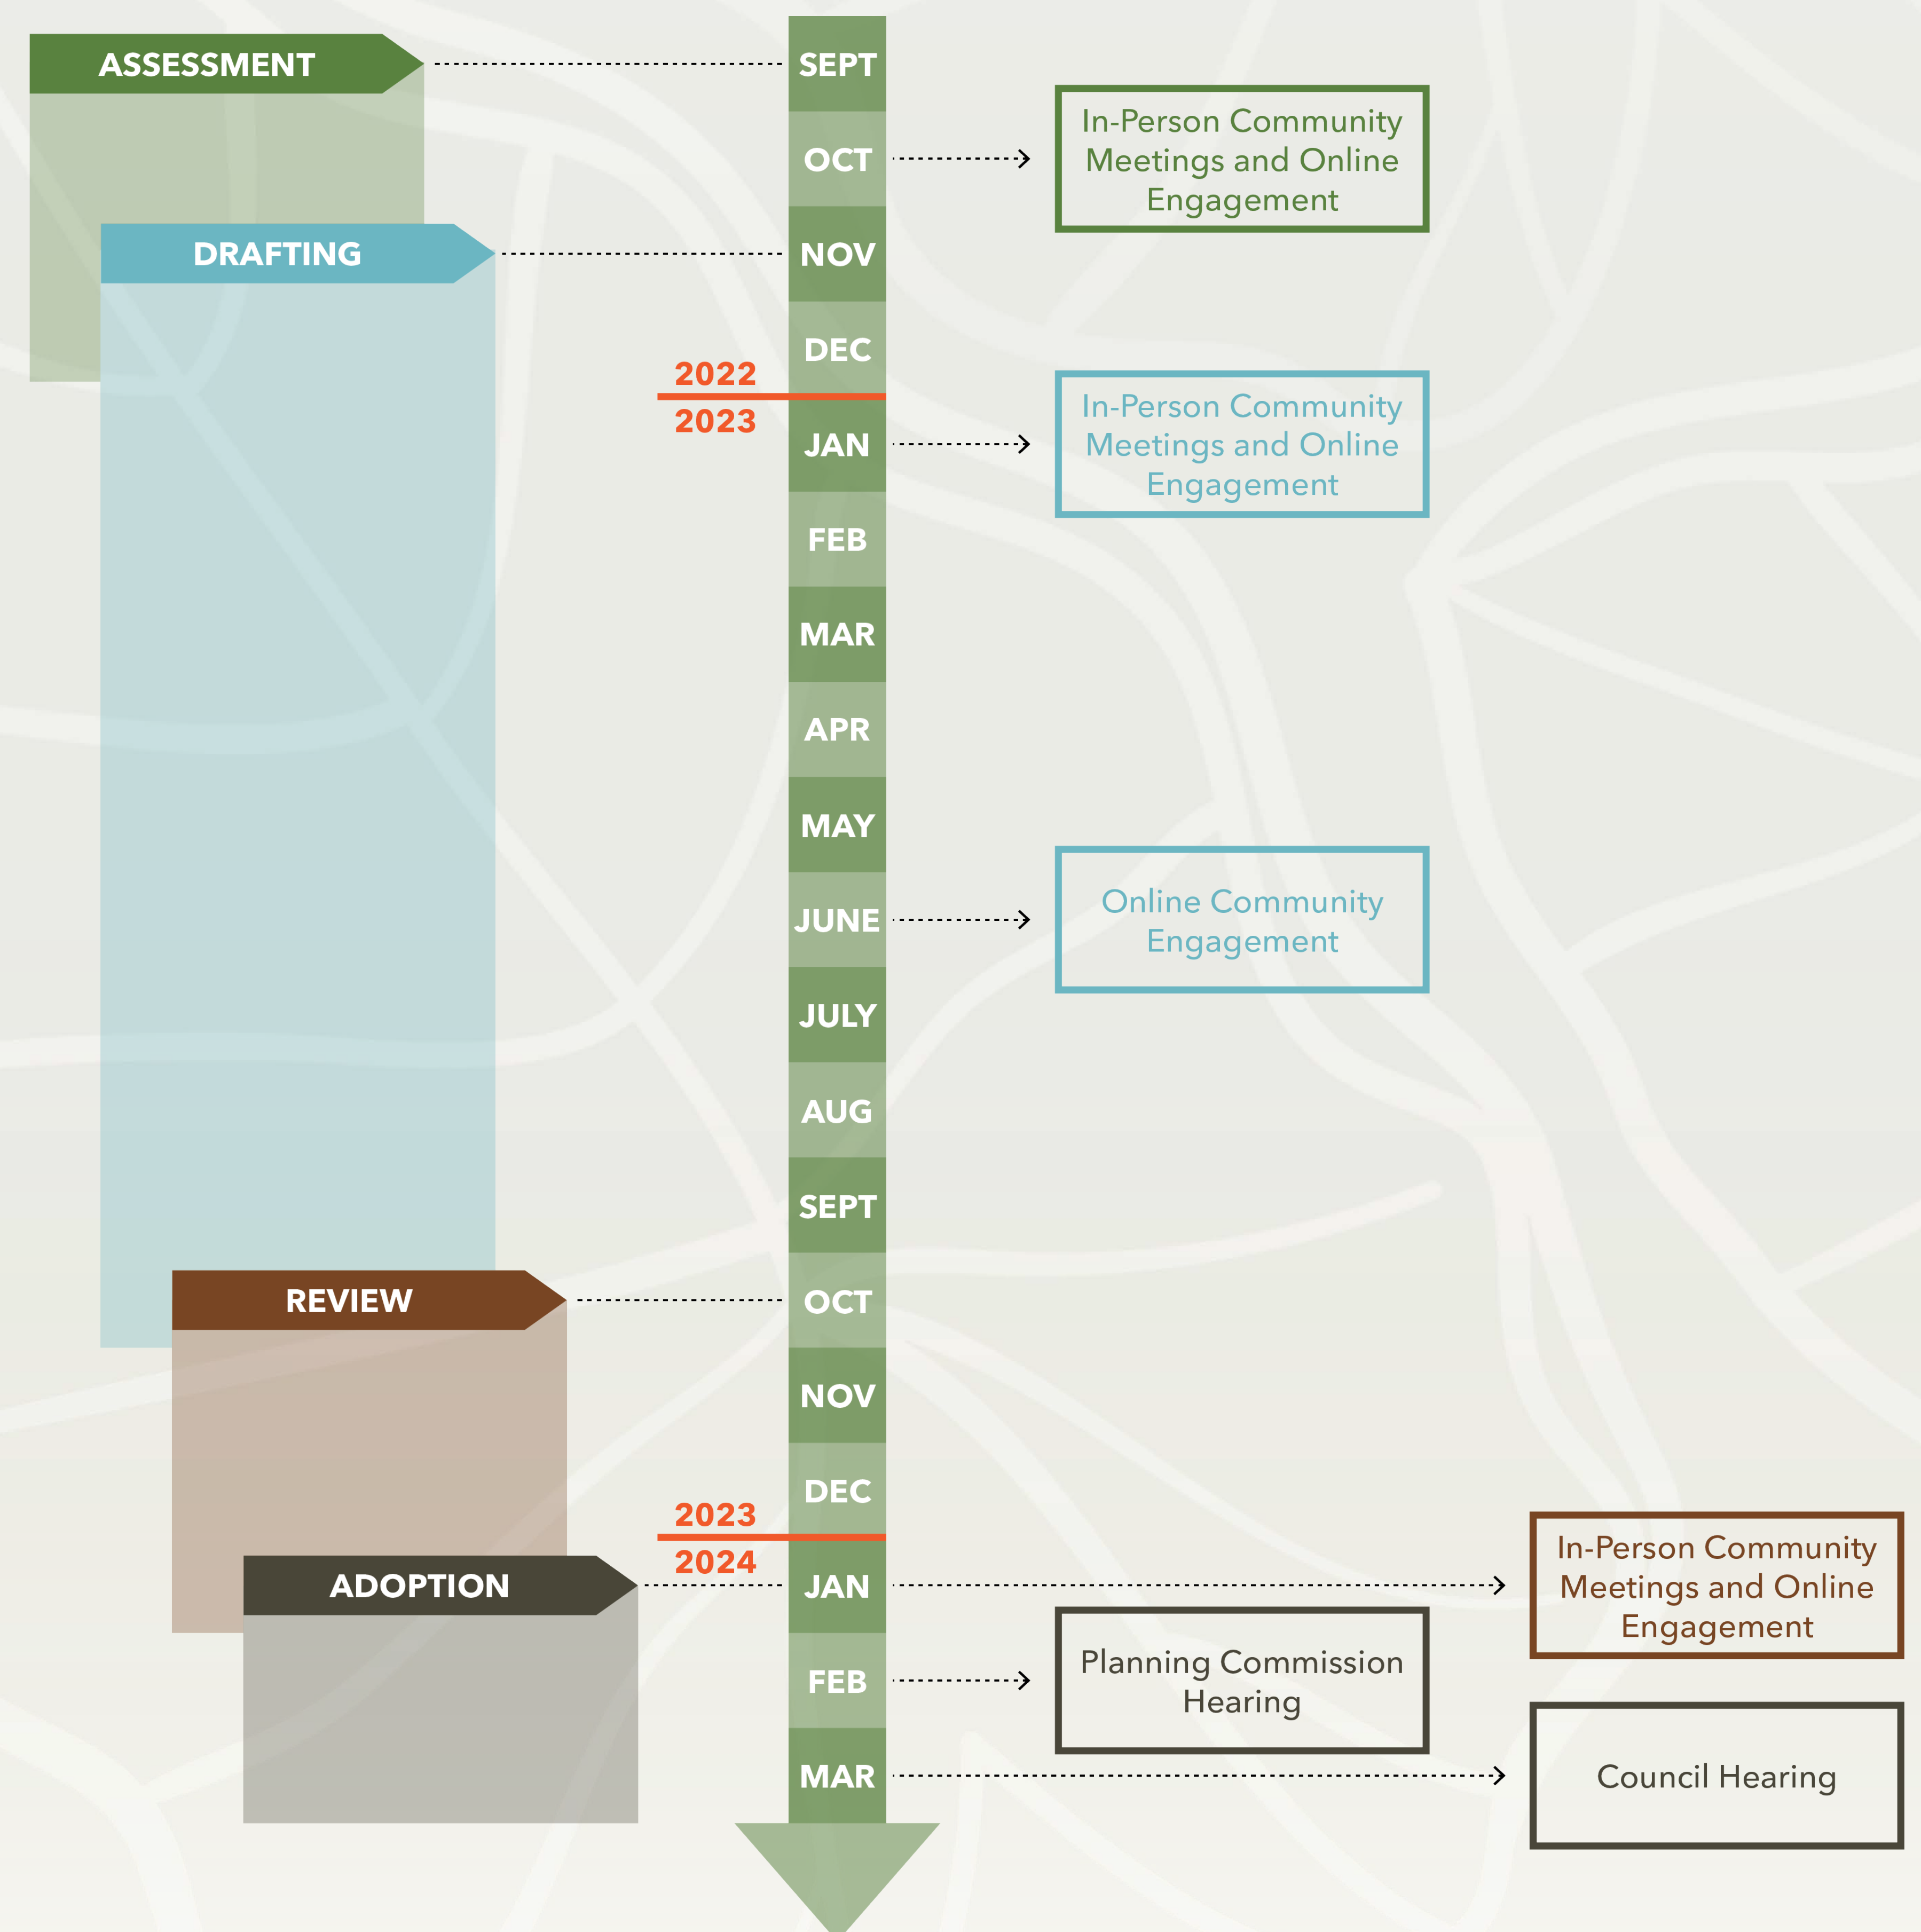 ASSESSMENT
SEPT
OCT
In-Person Community
Meetings and Online
Engagement
DRAFTING
NOV
DEC
2022
2023
JAN
In-Person Community
Meetings and Online
Engagement
FEB
MAR
APR
MAY
JUNE
Online Community
Engagement
JULY
AUG
SEPT
REVIEW
OCT
NOV
DEC
2023
2024
ADOPTION
JAN
In-Person Community
Meetings and Online
Engagement
FEB
Planning Commission
Hearing
MAR
Council Hearing